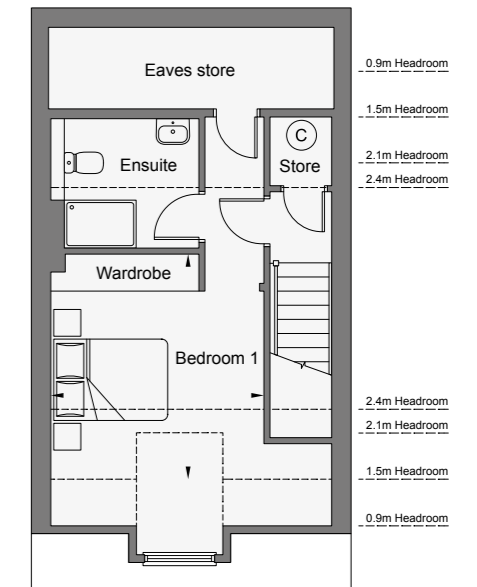 0.9m Headroom
Eaves store
1.5m Headroom
C
2.1m Headroom
Ensuite
Store
2.4m Headroom
Wardrobe
Bedroom 1
2.4m Headroom
2.1m Headroom
1.5m Headroom
0.9m Headroom